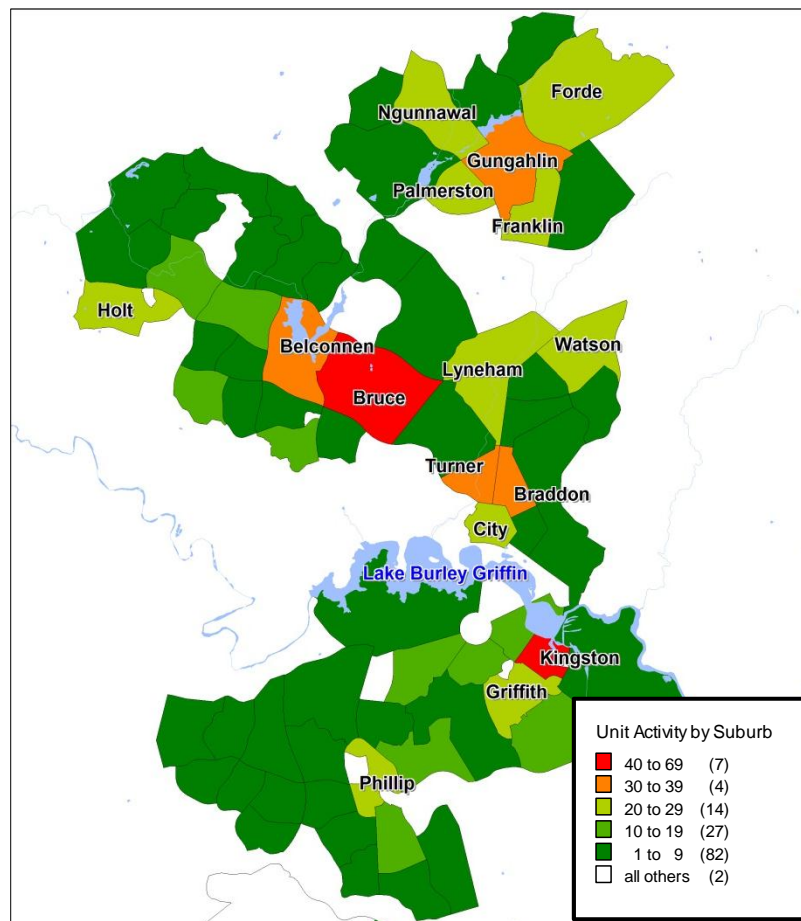 Forde
Ngunnawal
Gungahlin
Palmerston
Franklin
Holt
Belconnen
Watson
Lyneham
Bruce
Turner
Braddon
City
Lake Burley Griffin
Kingston
Griffith
Phillip
Unit Activity by Suburb
40 to 69 (7)
30 to 39 (4)
20 to 29 (14)
10 to 19 (27)
1 to 9 (82)
all others (2)